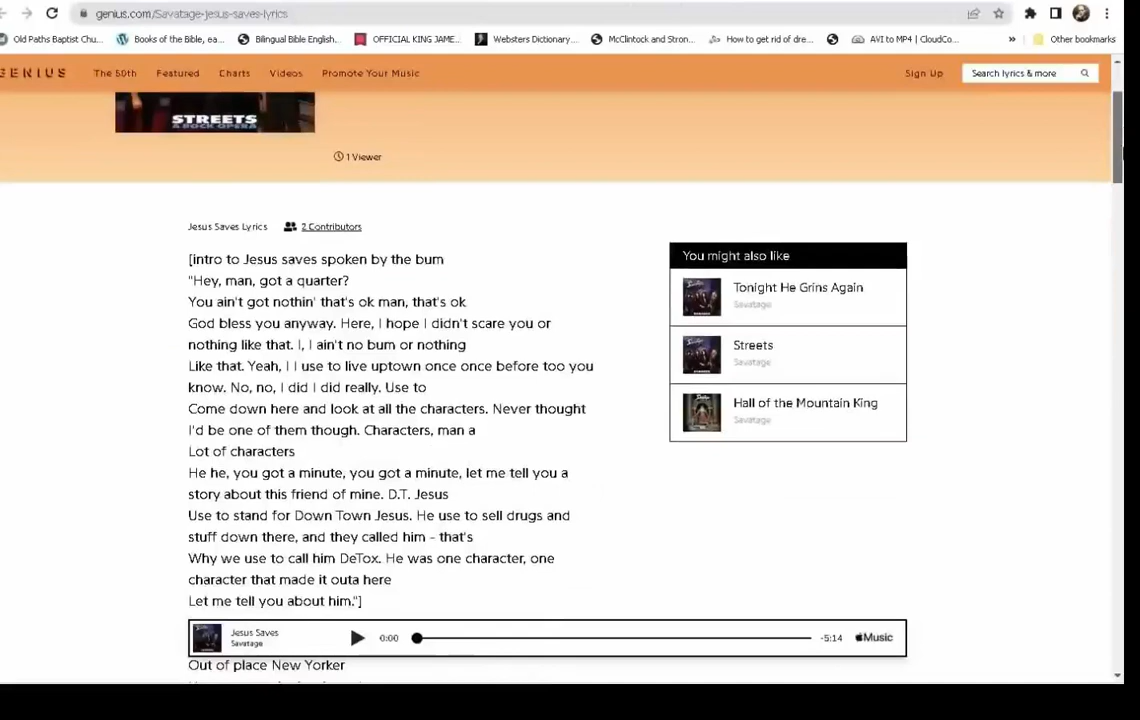 genius.com/Savatage-jesus-saves-lyrics
Old Paths Baptist Chu...
Books of the Bible, ea...
Bilingual Bible English...
OFFICIAL KING JAME...
Websters Dictionary...
McClintock and Stron...
How to get rid of dre...
AVI to MP4 | CloudCo...
»
Other bookmarks
GENIUS
The 50th
Featured
Charts
Videos
Promote Your Music
Sign Up
Search lyrics & more
STREETS
A ROCK OPERA
1 Viewer
Jesus Saves Lyrics
2 Contributors
[intro to Jesus saves spoken by the bum
"Hey, man, got a quarter?
You ain't got nothin' that's ok man, that's ok
God bless you anyway. Here, I hope I didn't scare you or
nothing like that. I, I ain't no bum or nothing
Like that. Yeah, I I use to live uptown once once before too you
know. No, no, I did I did really. Use to
Come down here and look at all the characters. Never thought
I'd be one of them though. Characters, man a
Lot of characters
He he, you got a minute, you got a minute, let me tell you a
story about this friend of mine. D.T. Jesus
Use to stand for Down Town Jesus. He use to sell drugs and
stuff down there, and they called him - that's
Why we use to call him DeTox. He was one character, one
character that made it outa here
Let me tell you about him."]
You might also like
Tonight He Grins Again
Savatage
Streets
Savatage
Hall of the Mountain King
Savatage
Jesus Saves
Savatage
0:00
-5:14
Music
Out of place New Yorker